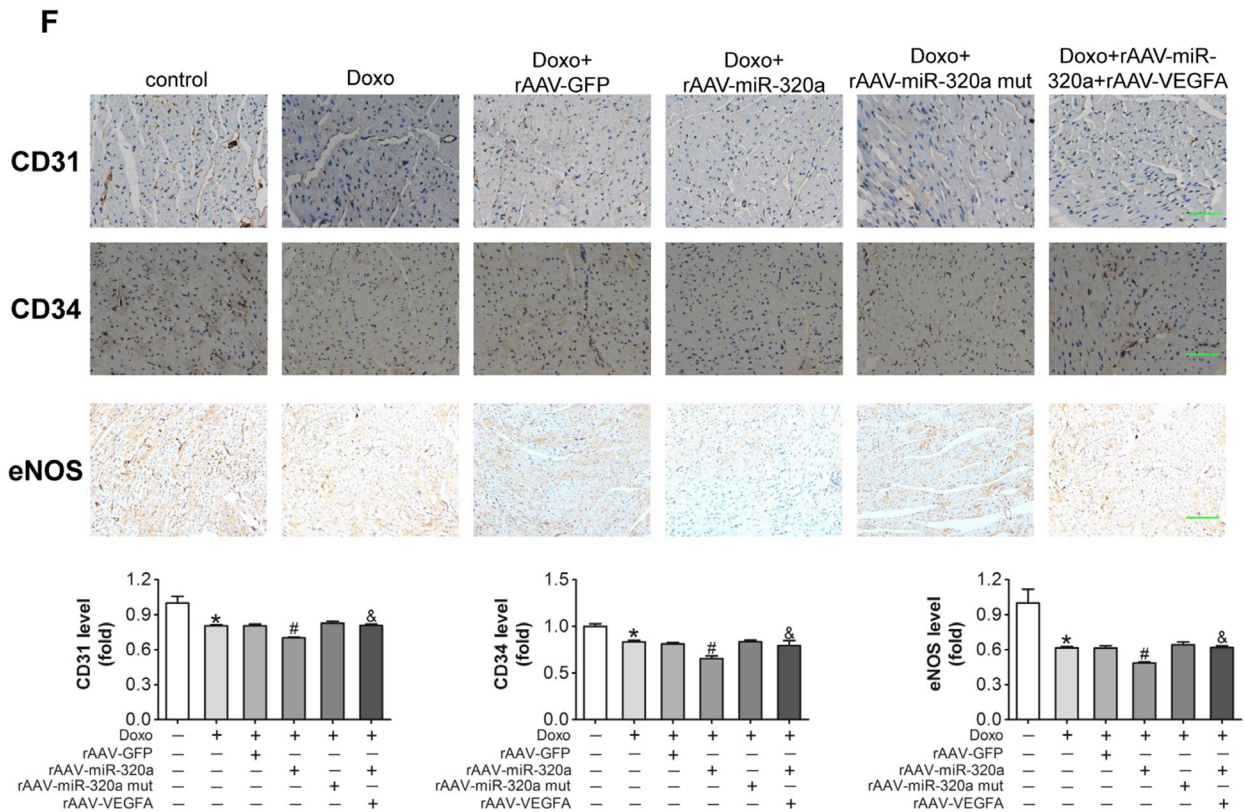 F
control
Doxo
Doxo+
rAAV-GFP
Doxo+
rAAV-miR-320a
Doxo+
rAAV-miR-320a mut
Doxo+rAAV-miR-
320a+rAAV-VEGFA
CD31
CD34
eNOS
CD31 level
(fold)
1.2
0.9
0.6
0.3
0.0
*
#
&
Doxo − + + + + +
rAAV-GFP − − + − − −
rAAV-miR-320a − − − + − +
rAAV-miR-320a mut − − − − + −
rAAV-VEGFA − − − − − +
CD34 level
(fold)
1.5
1.0
0.5
0.0
*
#
&
Doxo − + + + + +
rAAV-GFP − − + − − −
rAAV-miR-320a − − − + − +
rAAV-miR-320a mut − − − − + −
rAAV-VEGFA − − − − − +
eNOS level
(fold)
1.2
0.9
0.6
0.3
0.0
*
#
&
Doxo − + + + + +
rAAV-GFP − − + − − −
rAAV-miR-320a − − − + − +
rAAV-miR-320a mut − − − − + −
rAAV-VEGFA − − − − − +